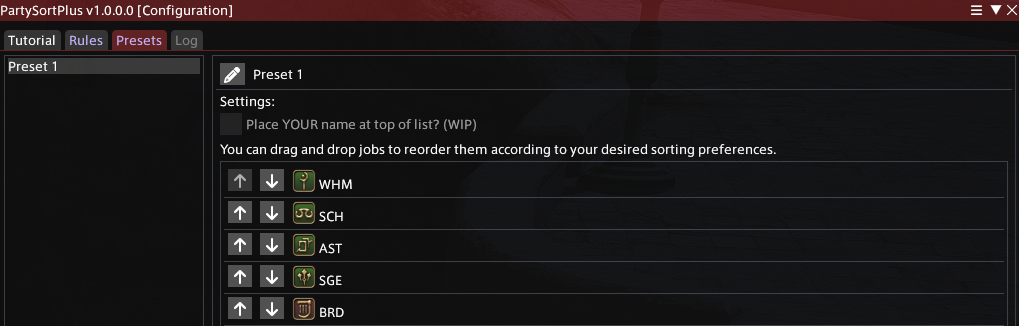 PartySortPlus v1.0.0.0 [Configuration]
Tutorial Rules Presets Log
Preset 1
Preset 1
Settings:
Place YOUR name at top of list? (WIP)
You can drag and drop jobs to reorder them according to your desired sorting preferences.
WHM
SCH
AST
SGE
BRD